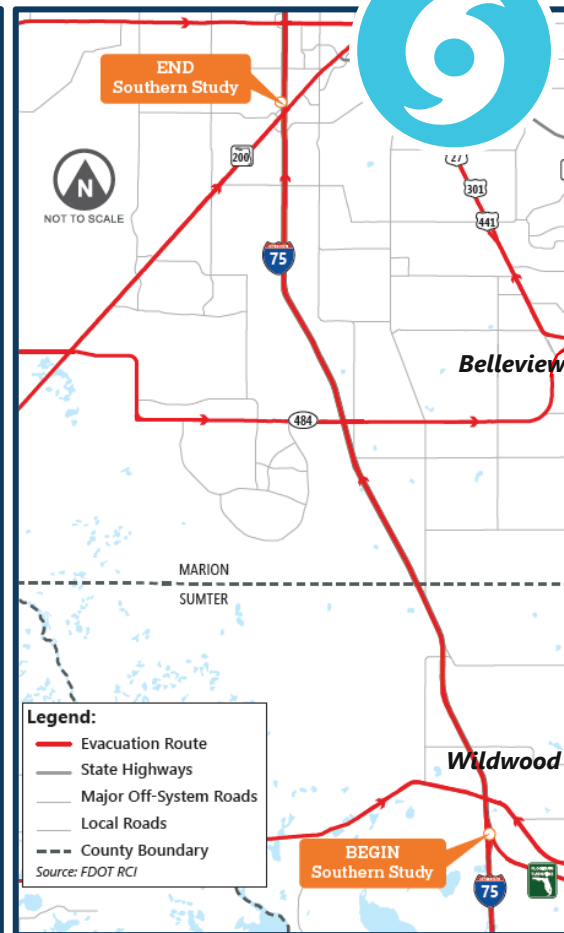 END
Southern Study
200
N
NOT TO SCALE
27
301
441
75
Belleview
484
MARION
SUMTER
Legend:
Evacuation Route
State Highways
Major Off-System Roads
Local Roads
County Boundary
Source: FDOT RCI
Wildwood
BEGIN
Southern Study
75